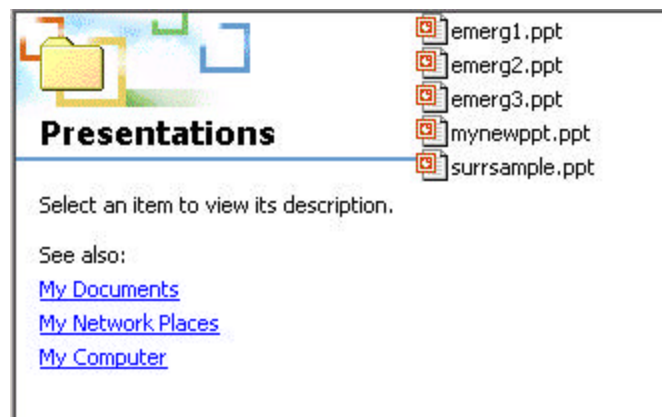 Presentations
Select an item to view its description.
See also:
My Documents
My Network Places
My Computer
emerg1.ppt
emerg2.ppt
emerg3.ppt
mynewppt.ppt
surrsample.ppt